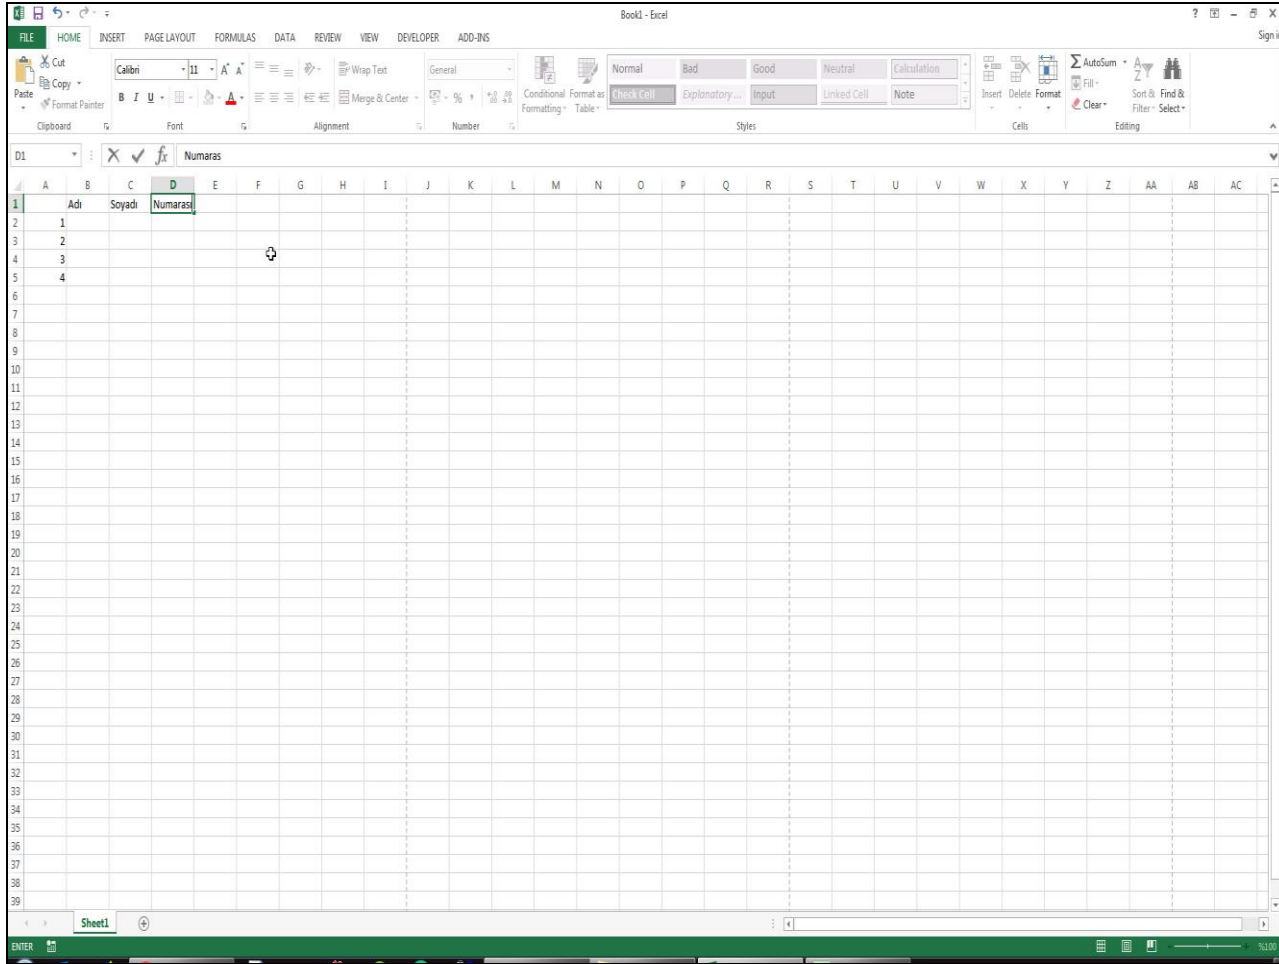 Book1 - Excel
FILE HOME INSERT PAGE LAYOUT FORMULAS DATA REVIEW VIEW DEVELOPER ADD-INS Sign i
Cut
Copy
Format Painter
Paste
Clipboard
Calibri 11
B I U
Font
Wrap Text
Merge & Center
Alignment
General
%
Number
Conditional Formatting
Format as Table
Normal Bad Good Neutral Calculation
Check Cell Explanatory ... Input Linked Cell Note
Styles
Insert Delete Format
Cells
AutoSum
Fill
Clear
Sort & Filter
Find & Select
Editing
D1 fx Numaras
A B C D E F G H I J K L M N O P Q R S T U V W X Y Z AA AB AC
1 Adı Soyadı Numarası
2 1
3 2
4 3
5 4
6
7
8
9
10
11
12
13
14
15
16
17
18
19
20
21
22
23
24
25
26
27
28
29
30
31
32
33
34
35
36
37
38
39
Sheet1
ENTER %100